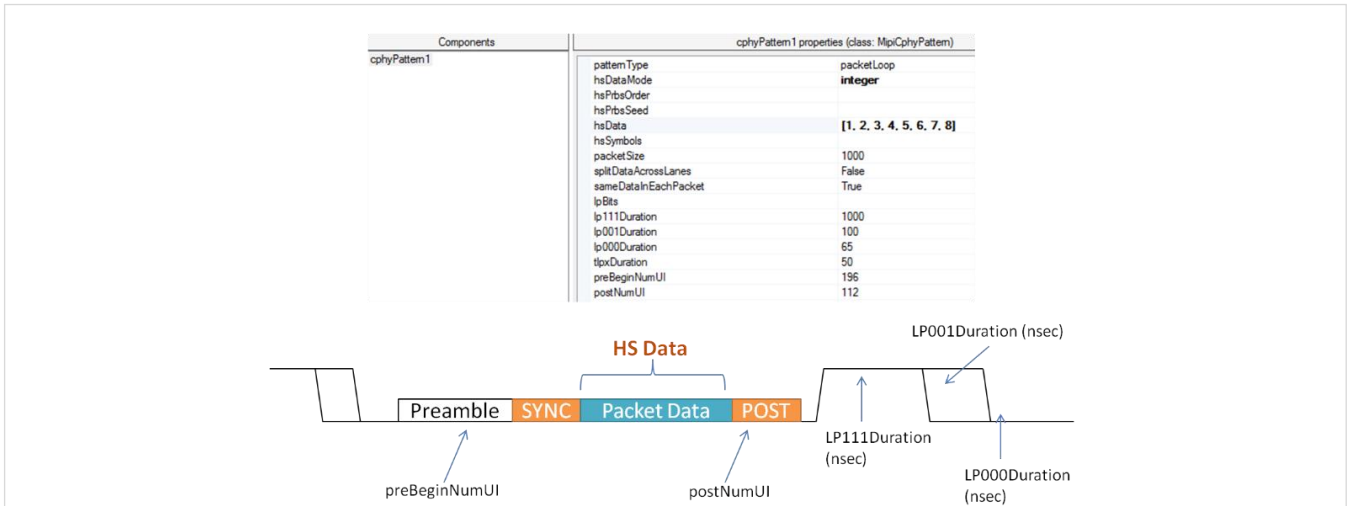 Components
cphyPattern1 properties (class: MipiCphyPattern)
cphyPattern1
patternType packetLoop
hsDataMode integer
hsPrbsOrder
hsPrbsSeed
hsData [1, 2, 3, 4, 5, 6, 7, 8]
hsSymbols
packetSize 1000
splitDataAcrossLanes False
sameDataInEachPacket True
lpBits
lp111Duration 1000
lp001Duration 100
lp000Duration 65
tlpxDuration 50
preBeginNumUI 196
postNumUI 112
LP001Duration (nsec)
HS Data
Preamble SYNC Packet Data POST
LP111Duration
(nsec)
LP000Duration
(nsec)
preBeginNumUI
postNumUI